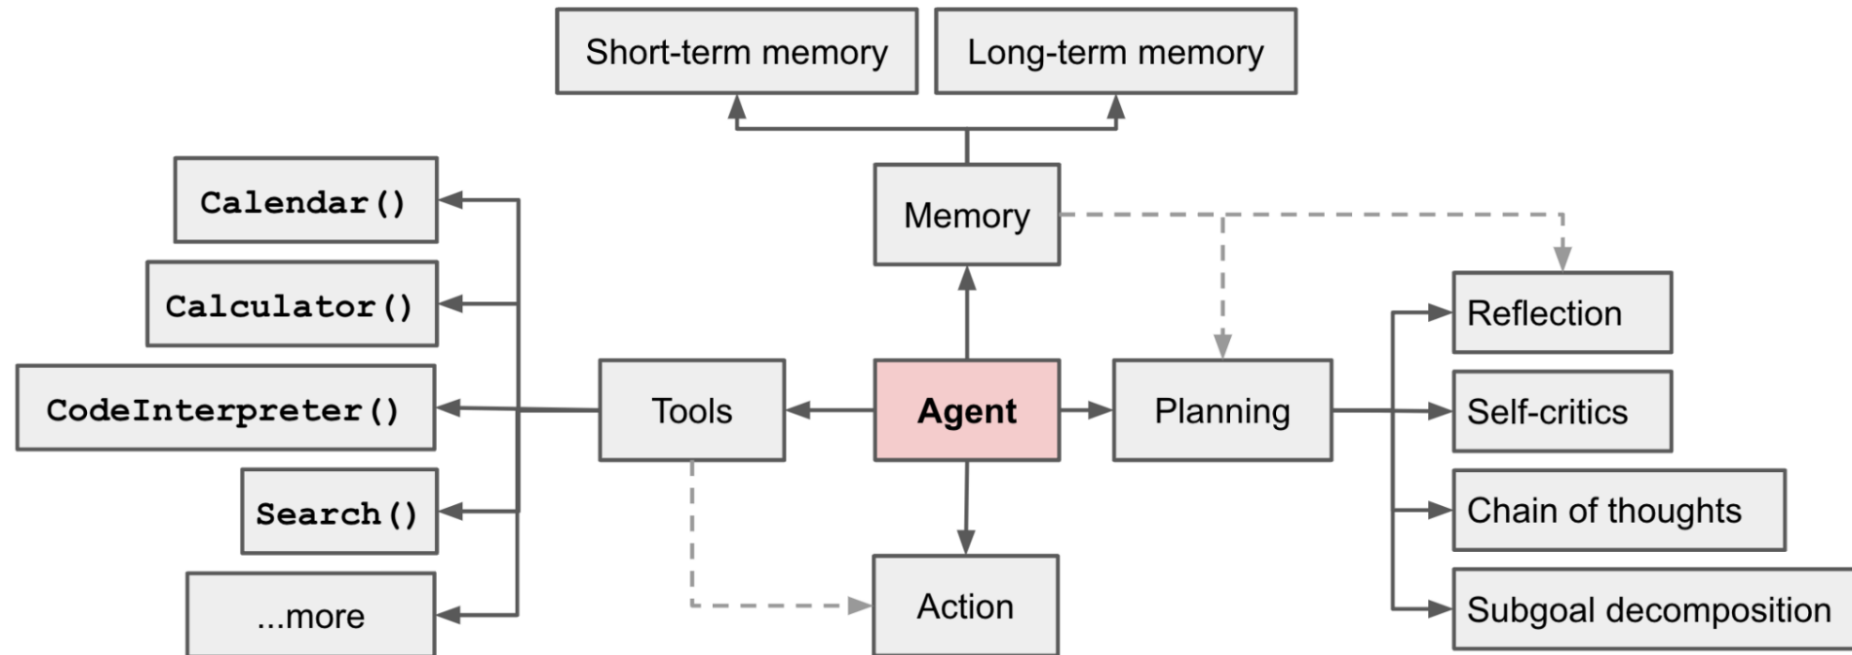 Short-term memory
Long-term memory
Calendar()
Memory
Calculator()
Reflection
CodeInterpreter()
Tools
Agent
Planning
Self-critics
Search()
Chain of thoughts
...more
Action
Subgoal decomposition